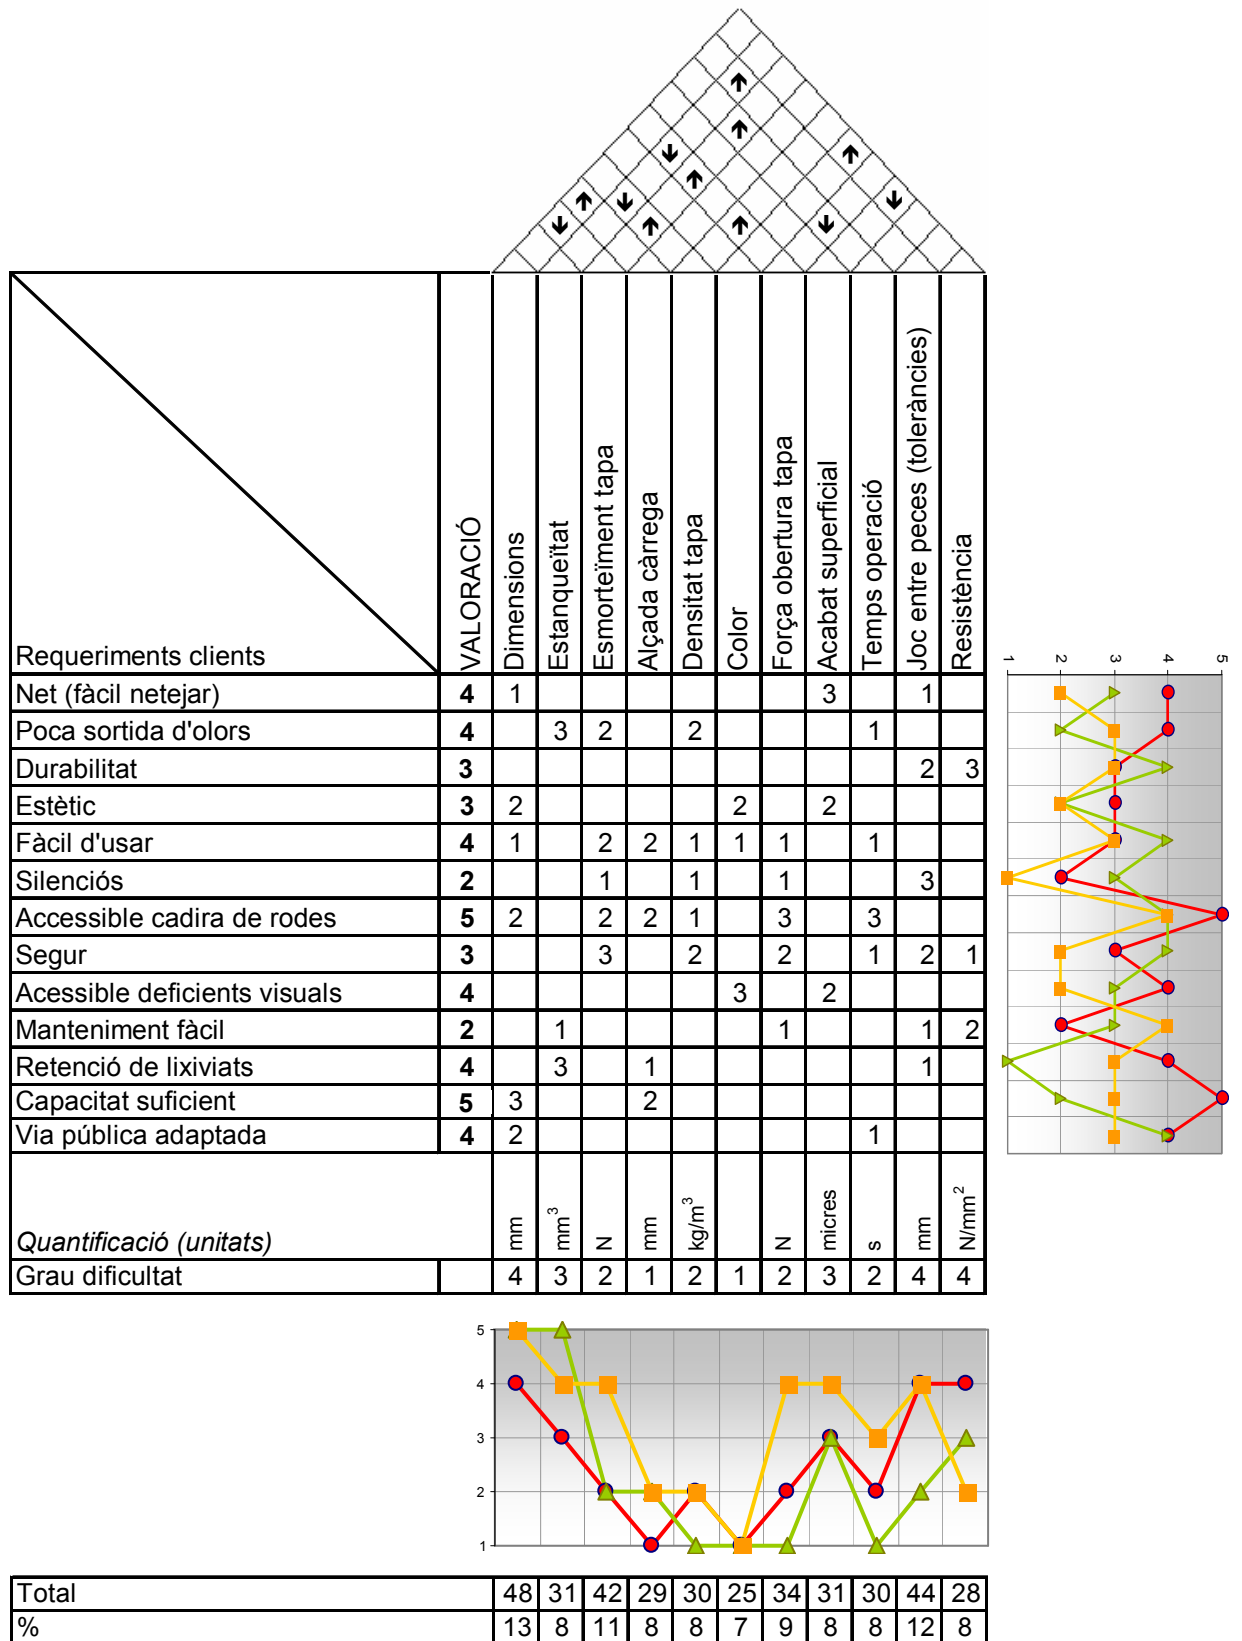 Requeriments clients VALORACIÓ Dimensions Estanqueïtat Esmorteïment tapa Alçada càrrega Densitat tapa Color Força obertura tapa Acabat superficial Temps operació Joc entre peces (toleràncies) Resistència
1 2 3 4 5
Net (fàcil netejar) 4 1 3 1
Poca sortida d'olors 4 3 2 2 1
Durabilitat 3 2 3
Estètic 3 2 2 2
Fàcil d'usar 4 1 2 2 1 1 1 1
Silenciós 2 1 1 1 3
Accessible cadira de rodes 5 2 2 2 1 3 3
Segur 3 3 2 2 1 2 1
Acessible deficients visuals 4 3 2
Manteniment fàcil 2 1 1 1 2
Retenció de lixiviats 4 3 1 1
Capacitat suficient 5 3 2
Via pública adaptada 4 2 1
Quantificació (unitats) mm mm³ N mm kg/m³ N micres s mm N/mm²
Grau dificultat 4 3 2 1 2 1 2 3 2 4 4
5
4
3
2
1
Total 48 31 42 29 30 25 34 31 30 44 28
% 13 8 11 8 8 7 9 8 8 12 8